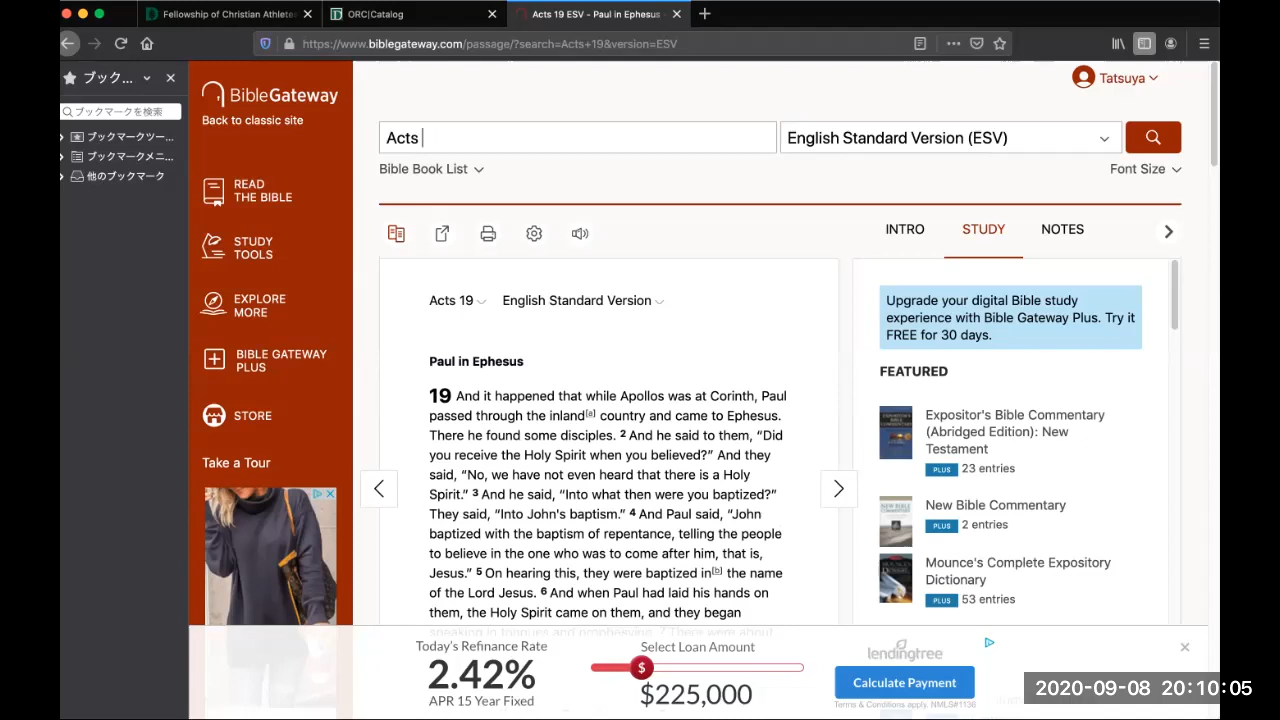 Fellowship of Christian Athlete
ORC|Catalog
Acts 19 ESV - Paul in Ephesus -
https://www.biblegateway.com/passage/?search=Acts+19&version=ESV
ブック...
ブックマークを検索
ブックマークツー...
ブックマークメニ...
他のブックマーク
BibleGateway
Back to classic site
READ
THE BIBLE
STUDY
TOOLS
EXPLORE
MORE
BIBLE GATEWAY
PLUS
STORE
Take a Tour
Tatsuya
Acts
English Standard Version (ESV)
Bible Book List
Font Size
Acts 19
English Standard Version
Paul in Ephesus
19 And it happened that while Apollos was at Corinth, Paul
passed through the inland[a] country and came to Ephesus.
There he found some disciples. 2 And he said to them, “Did
you receive the Holy Spirit when you believed?” And they
said, “No, we have not even heard that there is a Holy
Spirit.” 3 And he said, “Into what then were you baptized?”
They said, “Into John's baptism.” 4 And Paul said, “John
baptized with the baptism of repentance, telling the people
to believe in the one who was to come after him, that is,
Jesus.” 5 On hearing this, they were baptized in[b] the name
of the Lord Jesus. 6 And when Paul had laid his hands on
them, the Holy Spirit came on them, and they began
speaking in tongues and prophesying. 7 There were about
INTRO
STUDY
NOTES
Upgrade your digital Bible study
experience with Bible Gateway Plus. Try it
FREE for 30 days.
FEATURED
Expositor's Bible Commentary
(Abridged Edition): New
Testament
PLUS 23 entries
New Bible Commentary
PLUS 2 entries
Mounce's Complete Expository
Dictionary
PLUS 53 entries
Today's Refinance Rate
2.42%
APR 15 Year Fixed
Select Loan Amount
$
$225,000
lendingtree
Calculate Payment
Terms & Conditions apply. NMLS#1136
2020-09-08 20:10:05